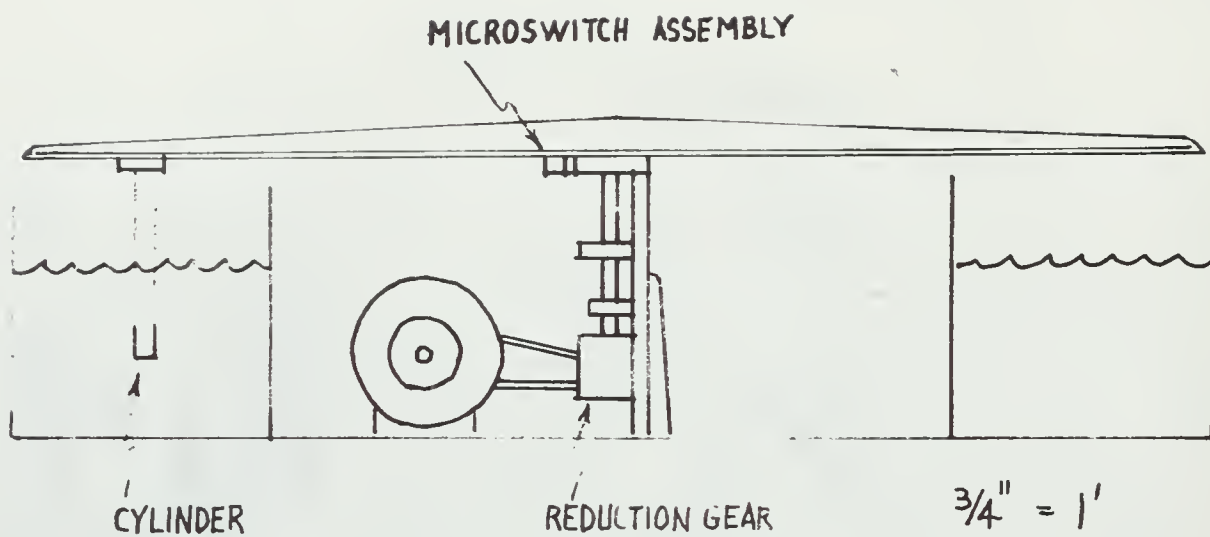 MICROSWITCH ASSEMBLY
CYLINDER
REDUCTION GEAR
3/4" = 1'